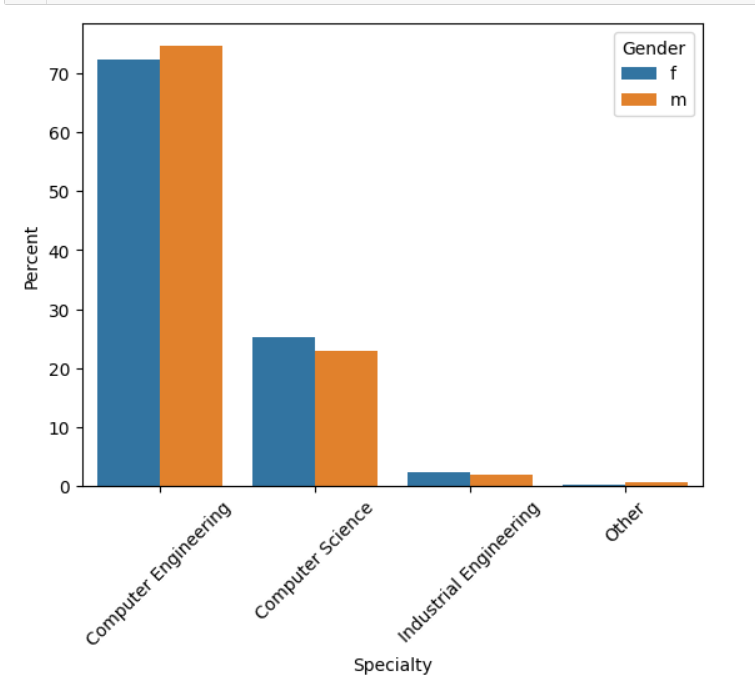 Gender
f
m
70
60
50
40
30
20
10
0
Percent
Computer Engineering
Computer Science
Industrial Engineering
Other
Specialty